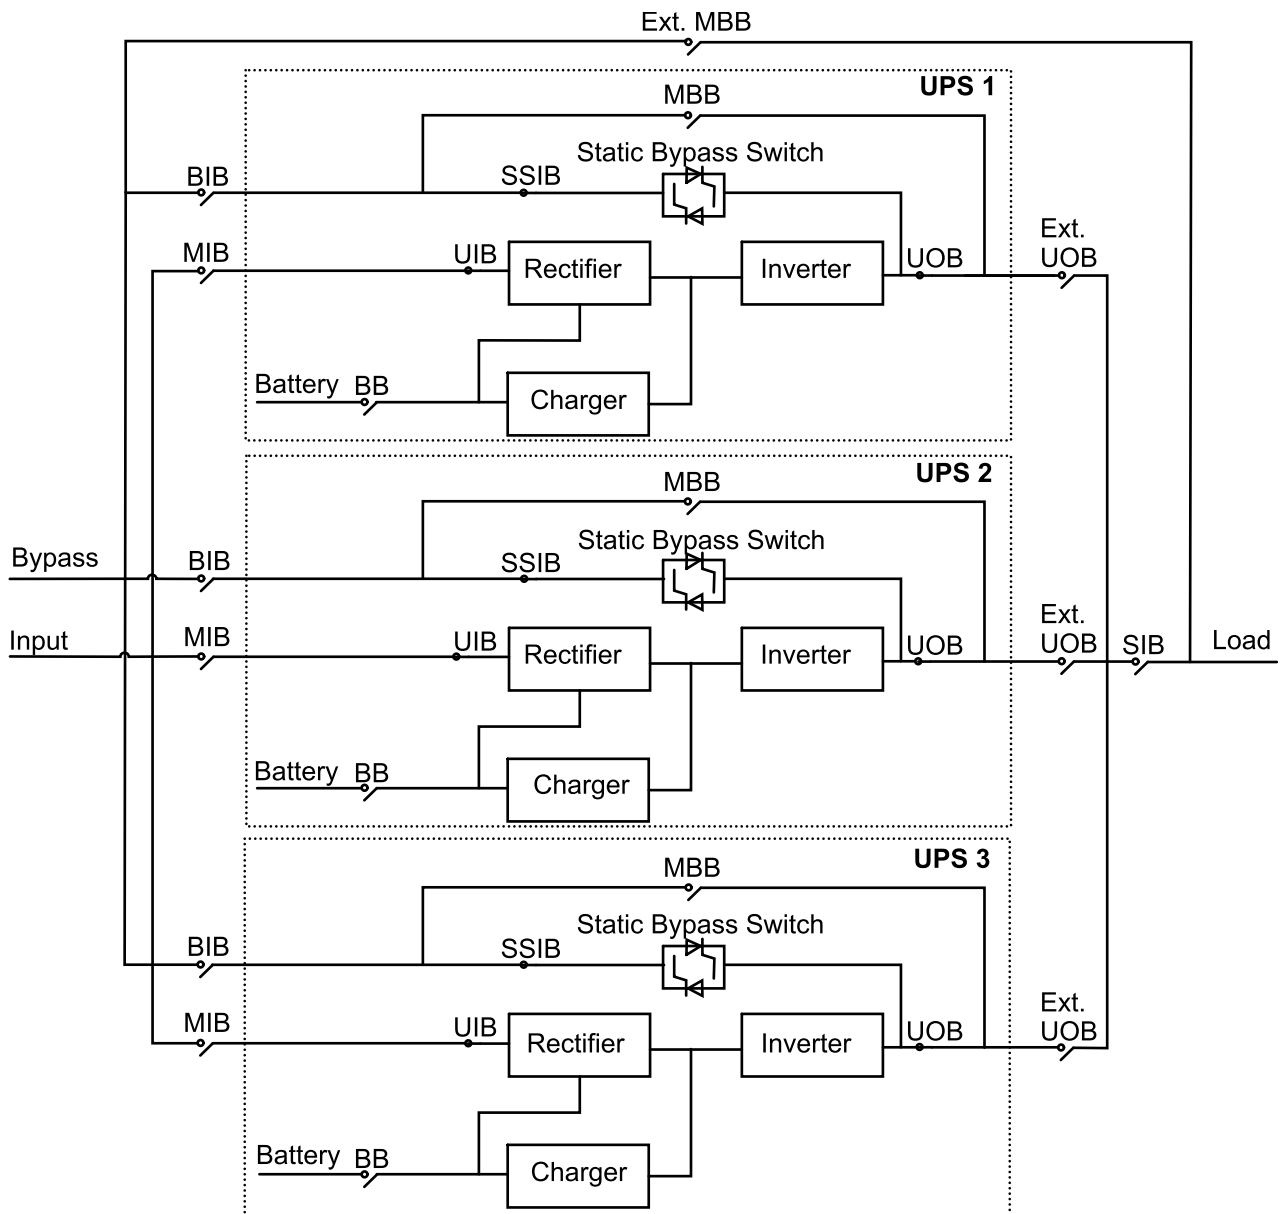 Ext. MBB
UPS 1
MBB
Static Bypass Switch
BIB
SSIB
MIB
UIB
Rectifier
Inverter
UOB
Ext.
UOB
Battery
BB
Charger
UPS 2
MBB
Static Bypass Switch
Bypass
BIB
SSIB
Input
MIB
UIB
Rectifier
Inverter
UOB
Ext.
UOB
SIB
Load
Battery
BB
Charger
UPS 3
MBB
Static Bypass Switch
BIB
SSIB
MIB
UIB
Rectifier
Inverter
UOB
Ext.
UOB
Battery
BB
Charger